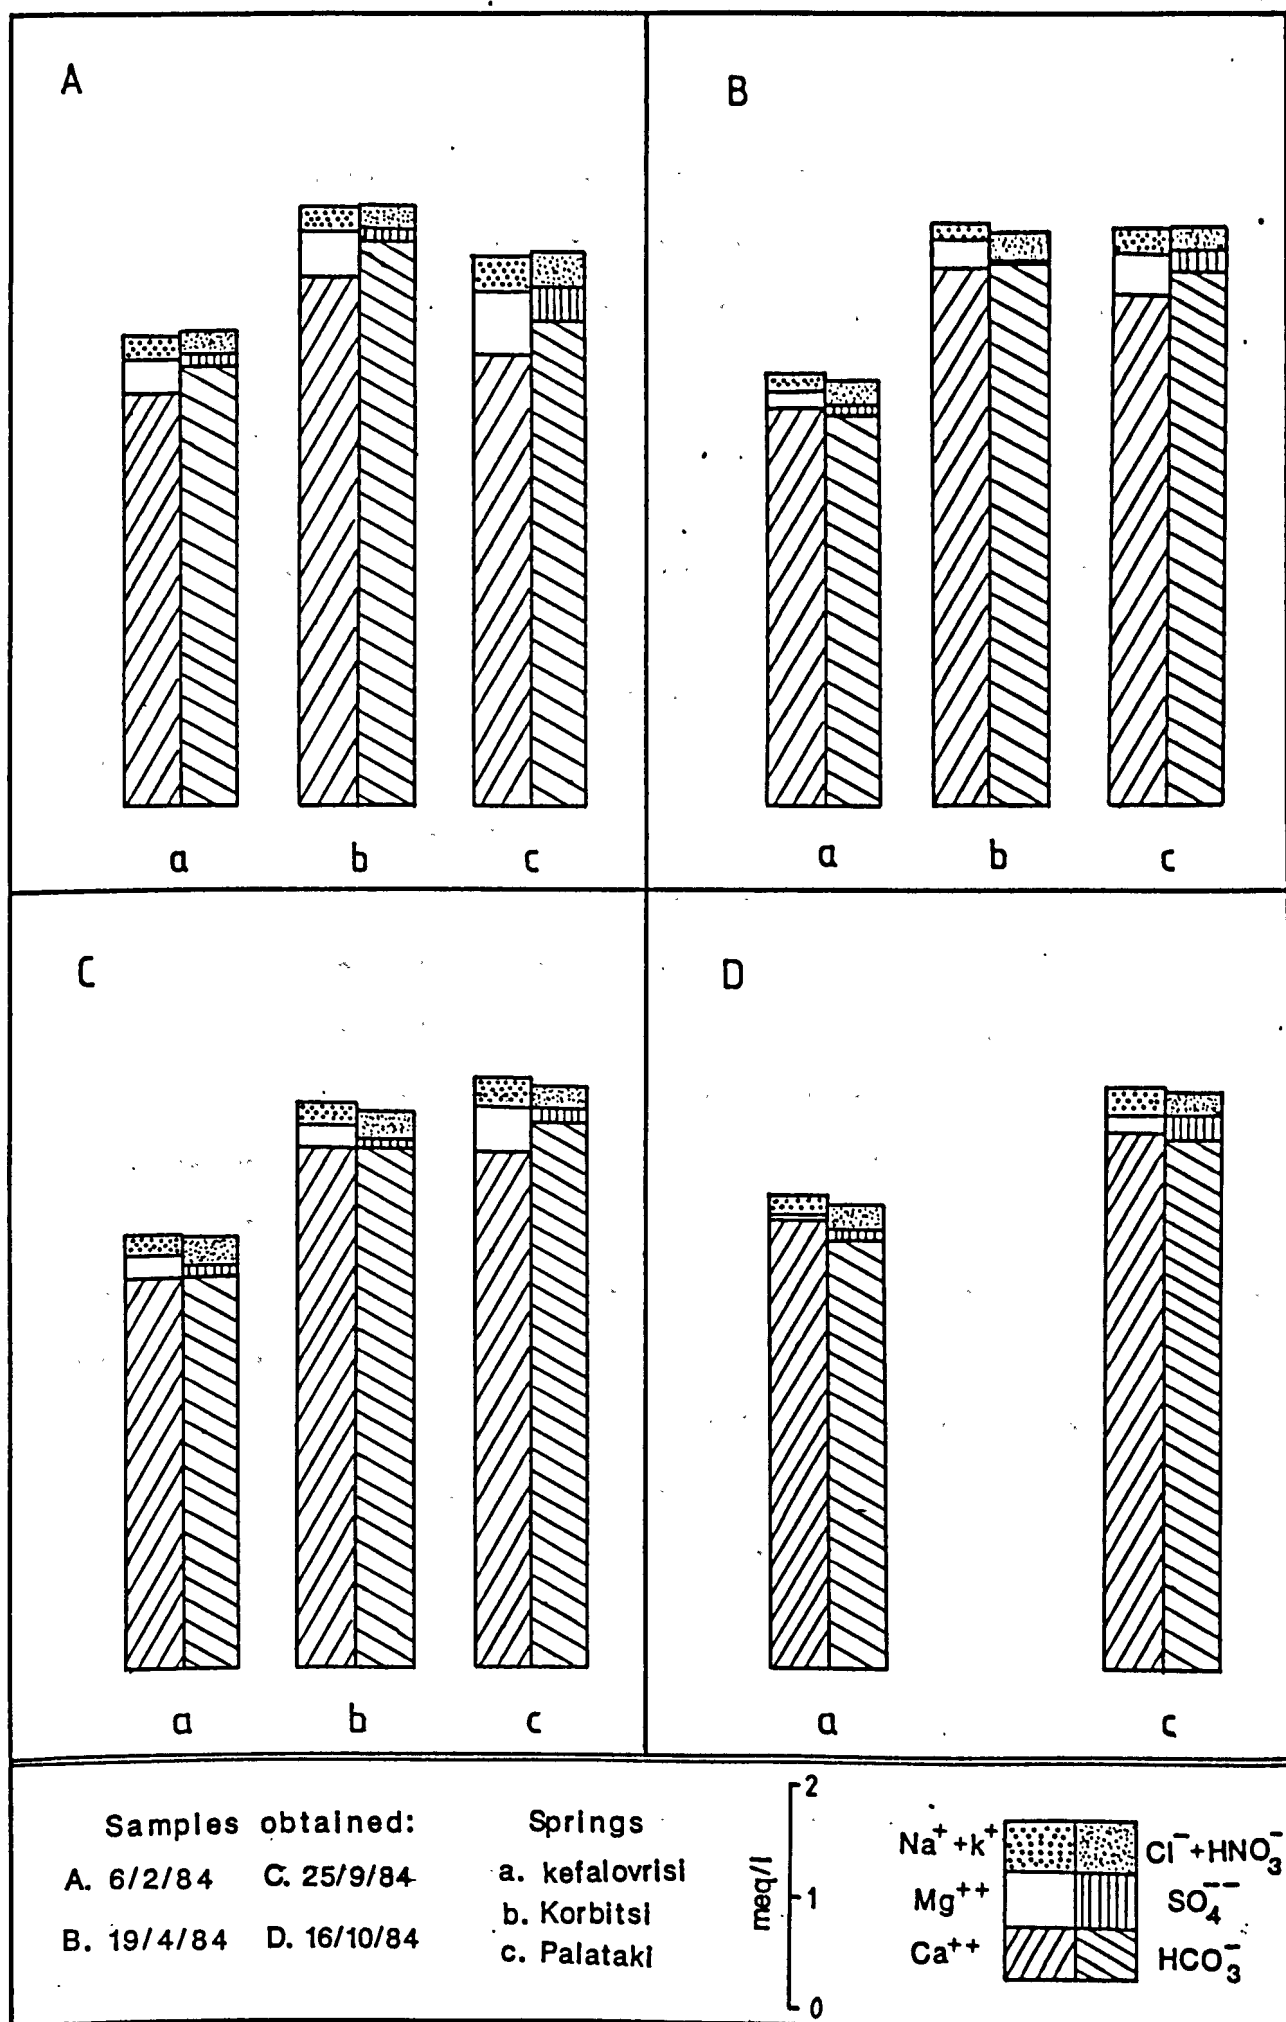 A
B
a b c
a b c
C
D
a b c
a c
Samples obtained:
A. 6/2/84 C. 25/9/84
B. 19/4/84 D. 16/10/84
Springs
a. kefalovrisi
b. Korbitsi
c. Palataki
meq/l
2
1
0
Na⁺+k⁺ Cl⁻+HNO₃⁻
Mg⁺⁺ SO₄⁻⁻
Ca⁺⁺ HCO₃⁻